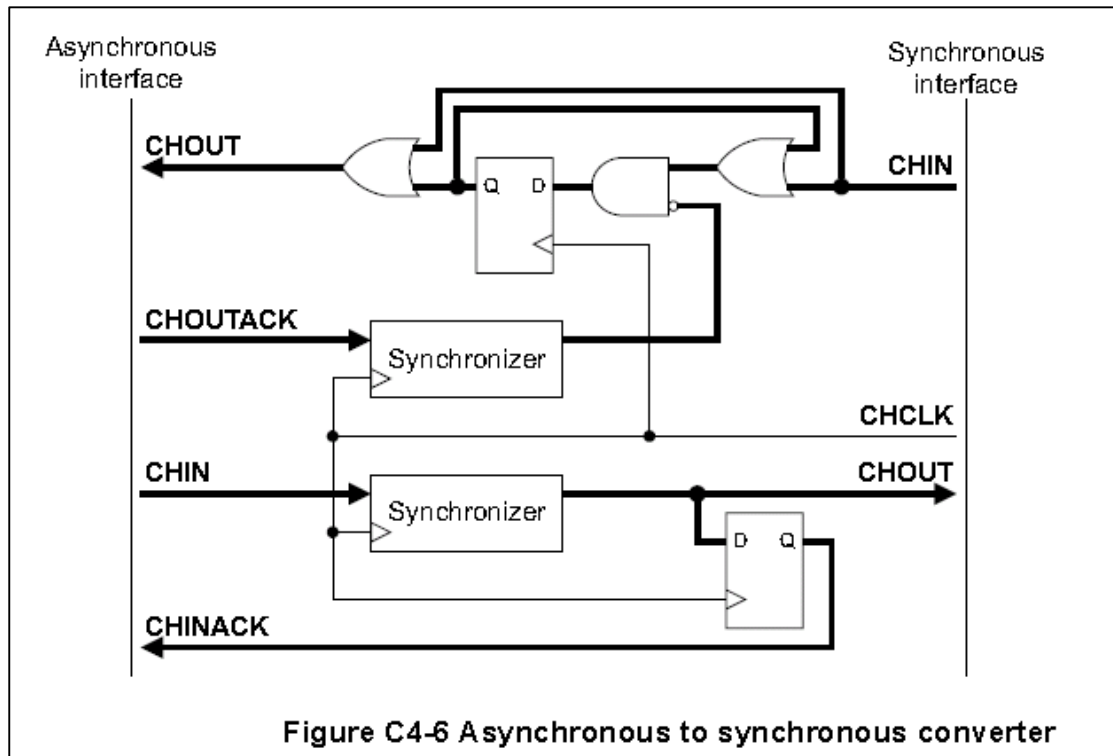 Asynchronous
interface
Synchronous
interface
CHOUT
CHIN
Q D
CHOUTACK
Synchronizer
CHCLK
CHIN
CHOUT
Synchronizer
D Q
CHINACK
Figure C4-6 Asynchronous to synchronous converter